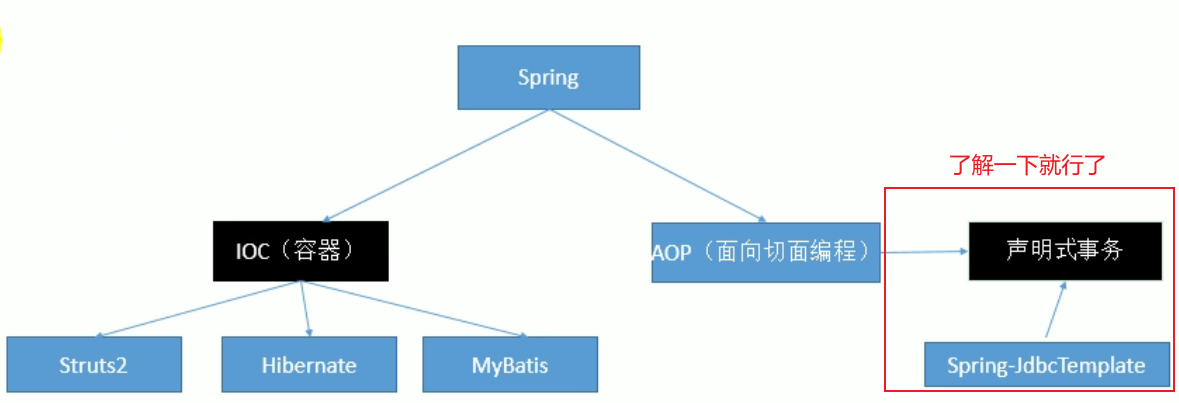 Spring
了解一下就行了
IOC（容器）
AOP（面向切面编程）
声明式事务
Struts2
Hibernate
MyBatis
Spring-JdbcTemplate